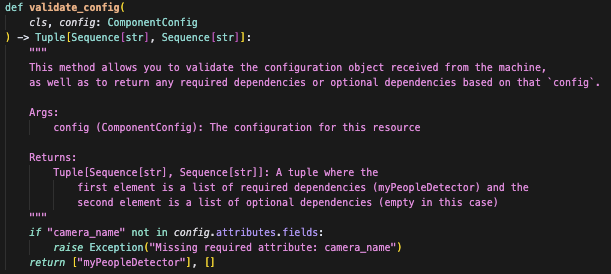 def validate_config(
    cls, config: ComponentConfig
) -> Tuple[Sequence[str], Sequence[str]]:
    """
    This method allows you to validate the configuration object received from the machine,
    as well as to return any required dependencies or optional dependencies based on that `config`.

    Args:
        config (ComponentConfig): The configuration for this resource

    Returns:
        Tuple[Sequence[str], Sequence[str]]: A tuple where the
            first element is a list of required dependencies (myPeopleDetector) and the
            second element is a list of optional dependencies (empty in this case)
    """
    if "camera_name" not in config.attributes.fields:
        raise Exception("Missing required attribute: camera_name")
    return ["myPeopleDetector"], []